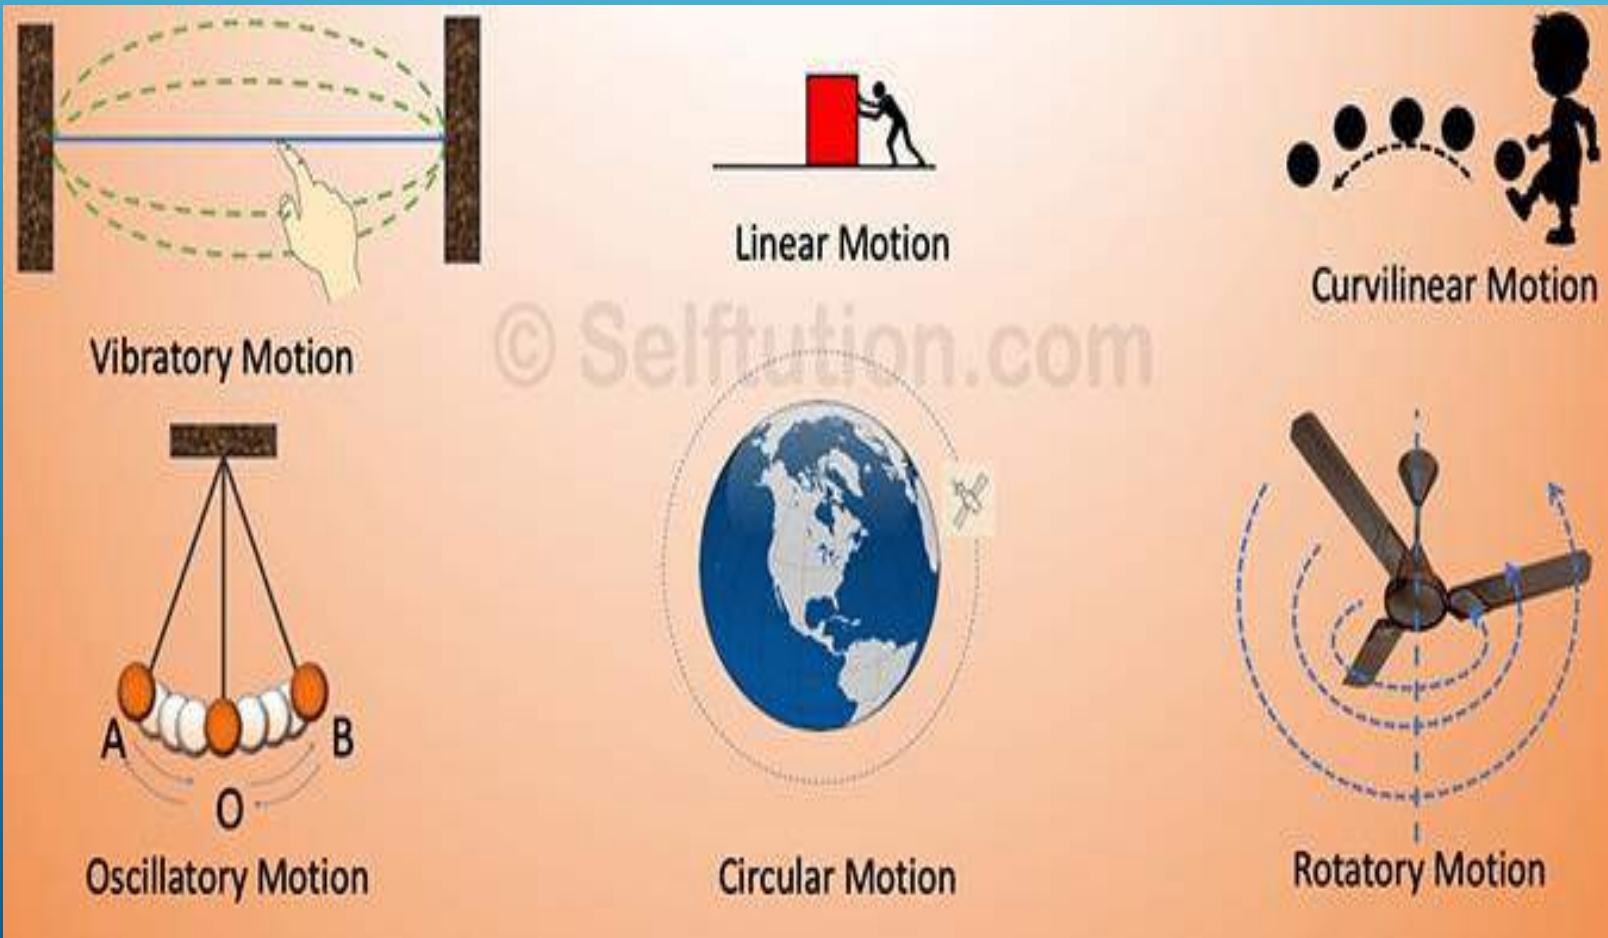 Linear Motion
Curvilinear Motion
Vibratory Motion
© Selftution.com
A
B
O
Oscillatory Motion
Circular Motion
Rotatory Motion